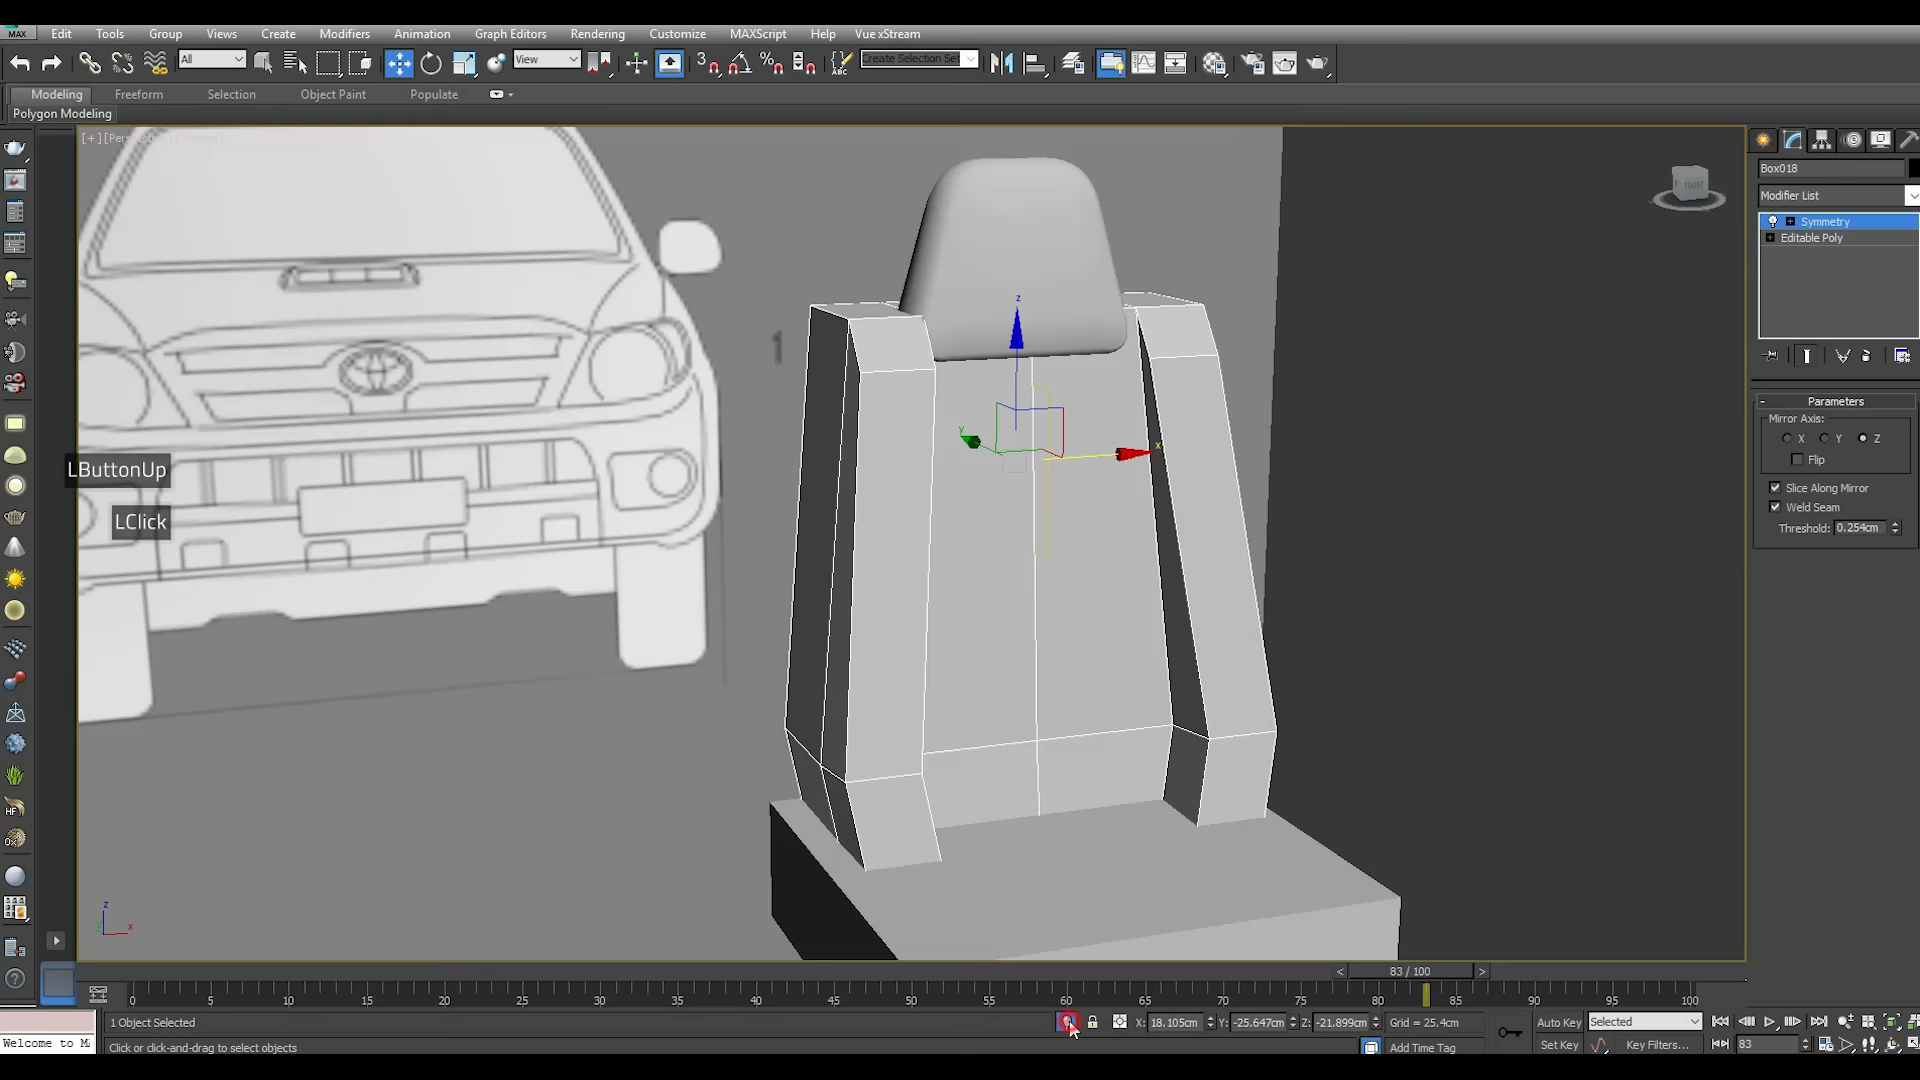 MAX
Edit Tools Group Views Create Modifiers Animation Graph Editors Rendering Customize MAXScript Help Vue xStream
All View 3 ABC Create Selection Set
Modeling Freeform Selection Object Paint Populate
Polygon Modeling
Box018
Modifier List
Symmetry
Editable Poly
1
z
y
x
Parameters
Mirror Axis:
X Y Z
Flip
Slice Along Mirror
Weld Seam
Threshold: 0.254cm
LButtonUp
LClick
HF
z
x
< 83 / 100 >
0 5 10 15 20 25 30 35 40 45 50 55 60 65 70 75 80 85 90 95 100
1 Object Selected X: 18.105cm Y: -25.647cm Z: -21.899cm Grid = 25.4cm Auto Key Selected
Welcome to M Click or click-and-drag to select objects Add Time Tag Set Key Key Filters... 83